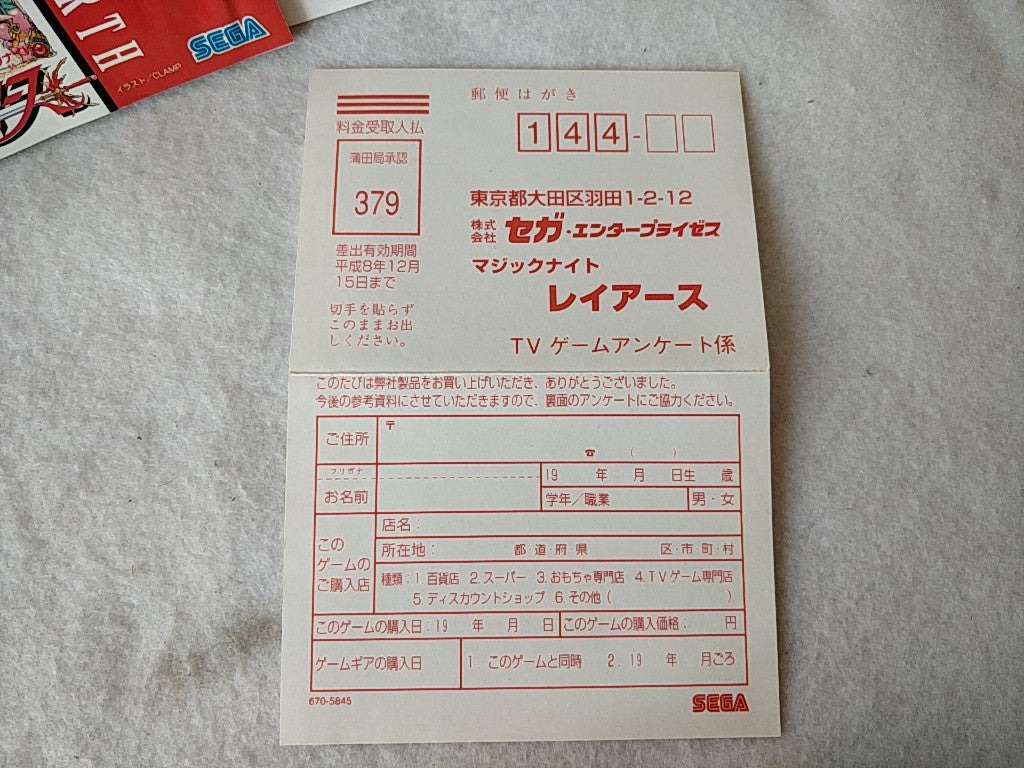 RTH
SEGA
イラスト/CLAMP
郵便はがき
料金受取人払
144-
蒲田局承認
379
東京都大田区羽田1-2-12
株式会社 セガ・エンタープライゼス
差出有効期間
平成8年12月
15日まで
マジックナイト
レイアース
切手を貼らず
このままお出
しください。
TVゲームアンケート係
このたびは弊社製品をお買い上げいただき、ありがとうございました。
今後の参考資料にさせていただきますので、裏面のアンケートにご協力ください。
ご住所 〒
☎ ( )
フリガナ
お名前
19 年 月 日生 歳
学年/職業 男・女
このゲームのご購入店
店名:
所在地: 都・道・府・県 区・市・町・村
種類:1.百貨店 2.スーパー 3.おもちゃ専門店 4.TVゲーム専門店
5.ディスカウントショップ 6.その他( )
このゲームの購入日:19 年 月 日 このゲームの購入価格: 円
ゲームギアの購入日 1.このゲームと同時 2.19 年 月ごろ
670-5845
SEGA